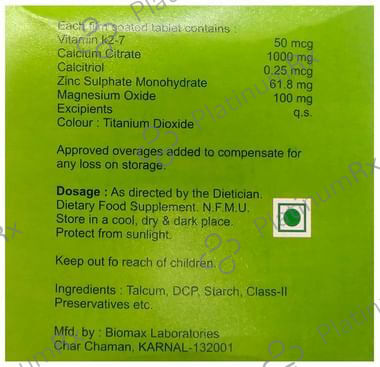 Each film coated tablet contains :
Vitamin k2-7 50 mcg
Calcium Citrate 1000 mg
Calcitriol 0.25 mcg
Zinc Sulphate Monohydrate 61.8 mg
Magnesium Oxide 100 mg
Excipients q.s.
Colour : Titanium Dioxide
Approved overages added to compensate for
any loss on storage.
Dosage : As directed by the Dietician.
Dietary Food Supplement. N.F.M.U.
Store in a cool, dry & dark place.
Protect from sunlight.
Keep out fo reach of children.
Ingredients : Talcum, DCP, Starch, Class-II
Preservatives etc.
Mfd. by : Biomax Laboratories
Char Chaman, KARNAL-132001
PlatinumRx